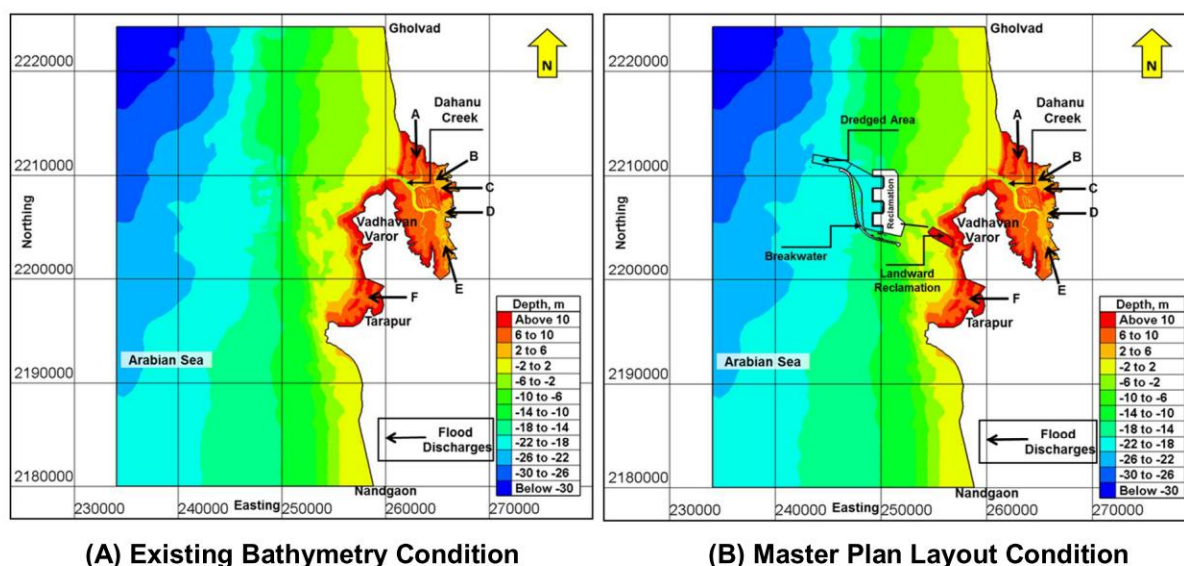 Gholvad
N
2220000
Dahanu
Creek
A
B
2210000
C
D
Northing
Vadhavan
Varor
2200000
E
F
Depth, m
Tarapur
Above 10
6 to 10
2 to 6
-2 to 2
Arabian Sea
-6 to -2
2190000
-10 to -6
-14 to -10
-18 to -14
-22 to -18
Flood
Discharges
-26 to -22
-30 to -26
2180000
Below -30
Nandgaon
230000 240000 250000 260000 270000
Easting
(A) Existing Bathymetry Condition
Gholvad
N
2220000
Dahanu
Creek
Dredged Area
A
B
2210000
C
D
Reclamation
Northing
Vadhavan
Varor
Breakwater
2200000
Landward
Reclamation
E
F
Depth, m
Tarapur
Above 10
6 to 10
2 to 6
-2 to 2
Arabian Sea
-6 to -2
2190000
-10 to -6
-14 to -10
-18 to -14
-22 to -18
Flood
Discharges
-26 to -22
-30 to -26
2180000
Below -30
Nandgaon
230000 240000 250000 260000 270000
Easting
(B) Master Plan Layout Condition